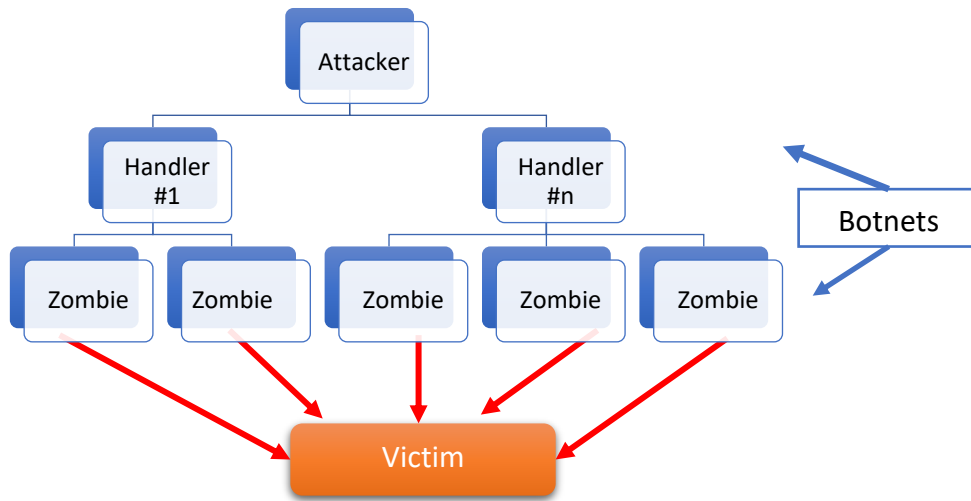 Attacker
Handler
#1
Handler
#n
Botnets
Zombie
Zombie
Zombie
Zombie
Zombie
Victim